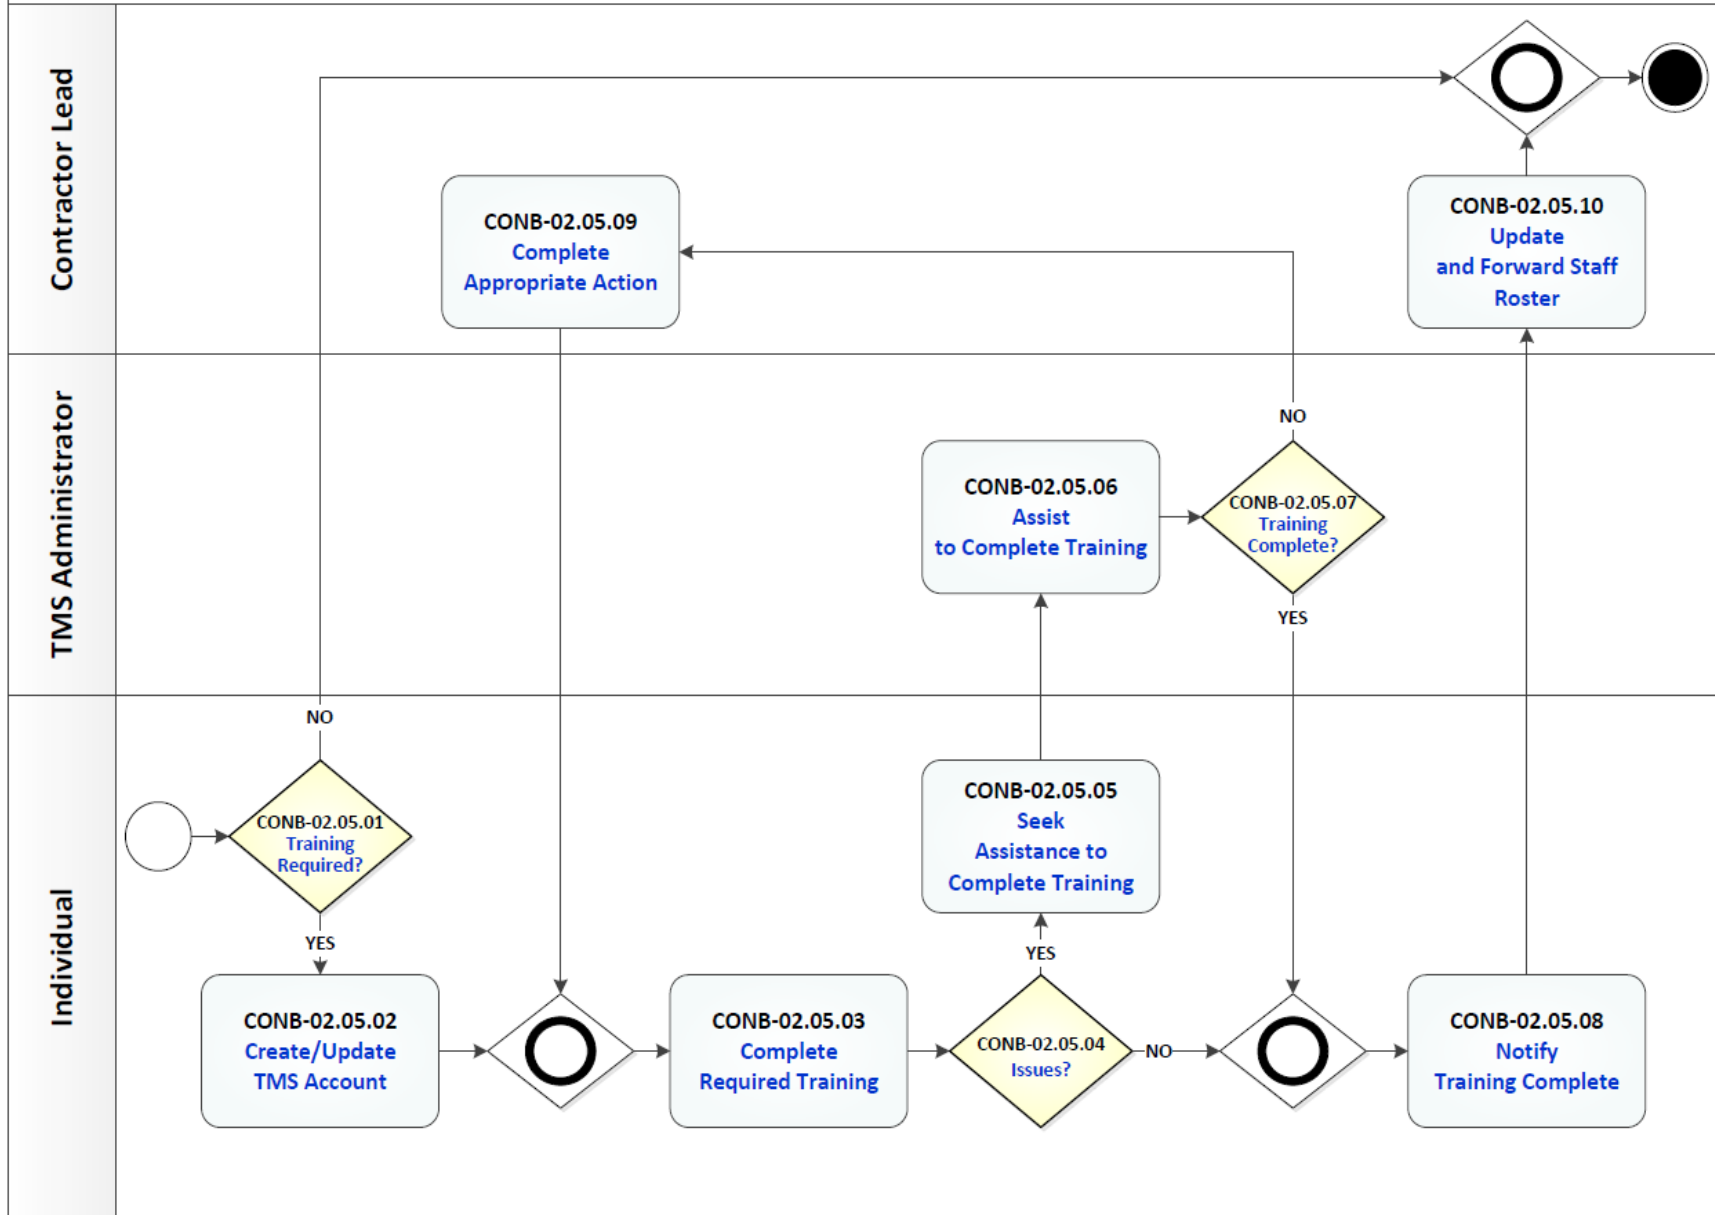 Contractor Lead
CONB-02.05.09
Complete
Appropriate Action
CONB-02.05.10
Update
and Forward Staff
Roster
TMS Administrator
NO
CONB-02.05.06
Assist
to Complete Training
CONB-02.05.07
Training
Complete?
YES
Individual
NO
CONB-02.05.01
Training
Required?
YES
CONB-02.05.02
Create/Update
TMS Account
CONB-02.05.03
Complete
Required Training
CONB-02.05.05
Seek
Assistance to
Complete Training
YES
CONB-02.05.04
Issues?
NO
CONB-02.05.08
Notify
Training Complete